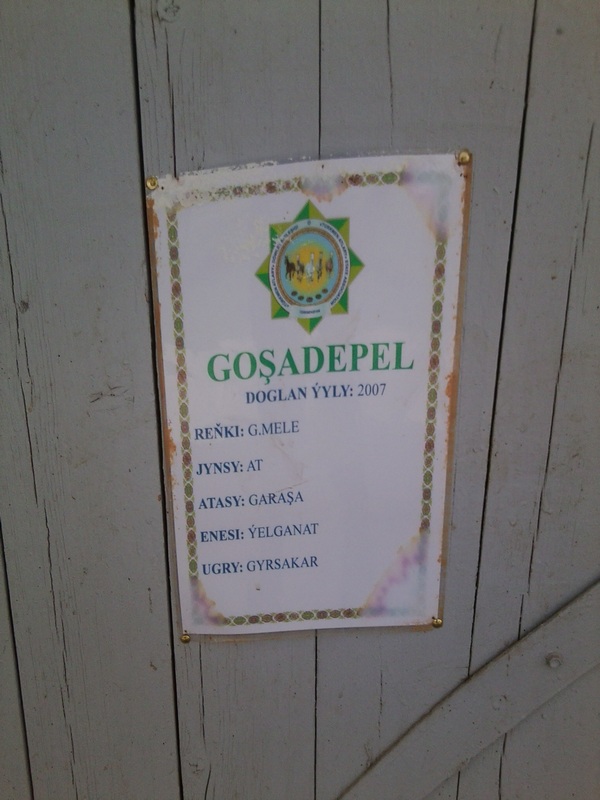 GOŞADEPEL
DOGLAN ÝYLY: 2007
REŇKI: G.MELE
JYNSY: AT
ATASY: GARAŞA
ENESI: ÝELGANAT
UGRY: GYRSAKAR